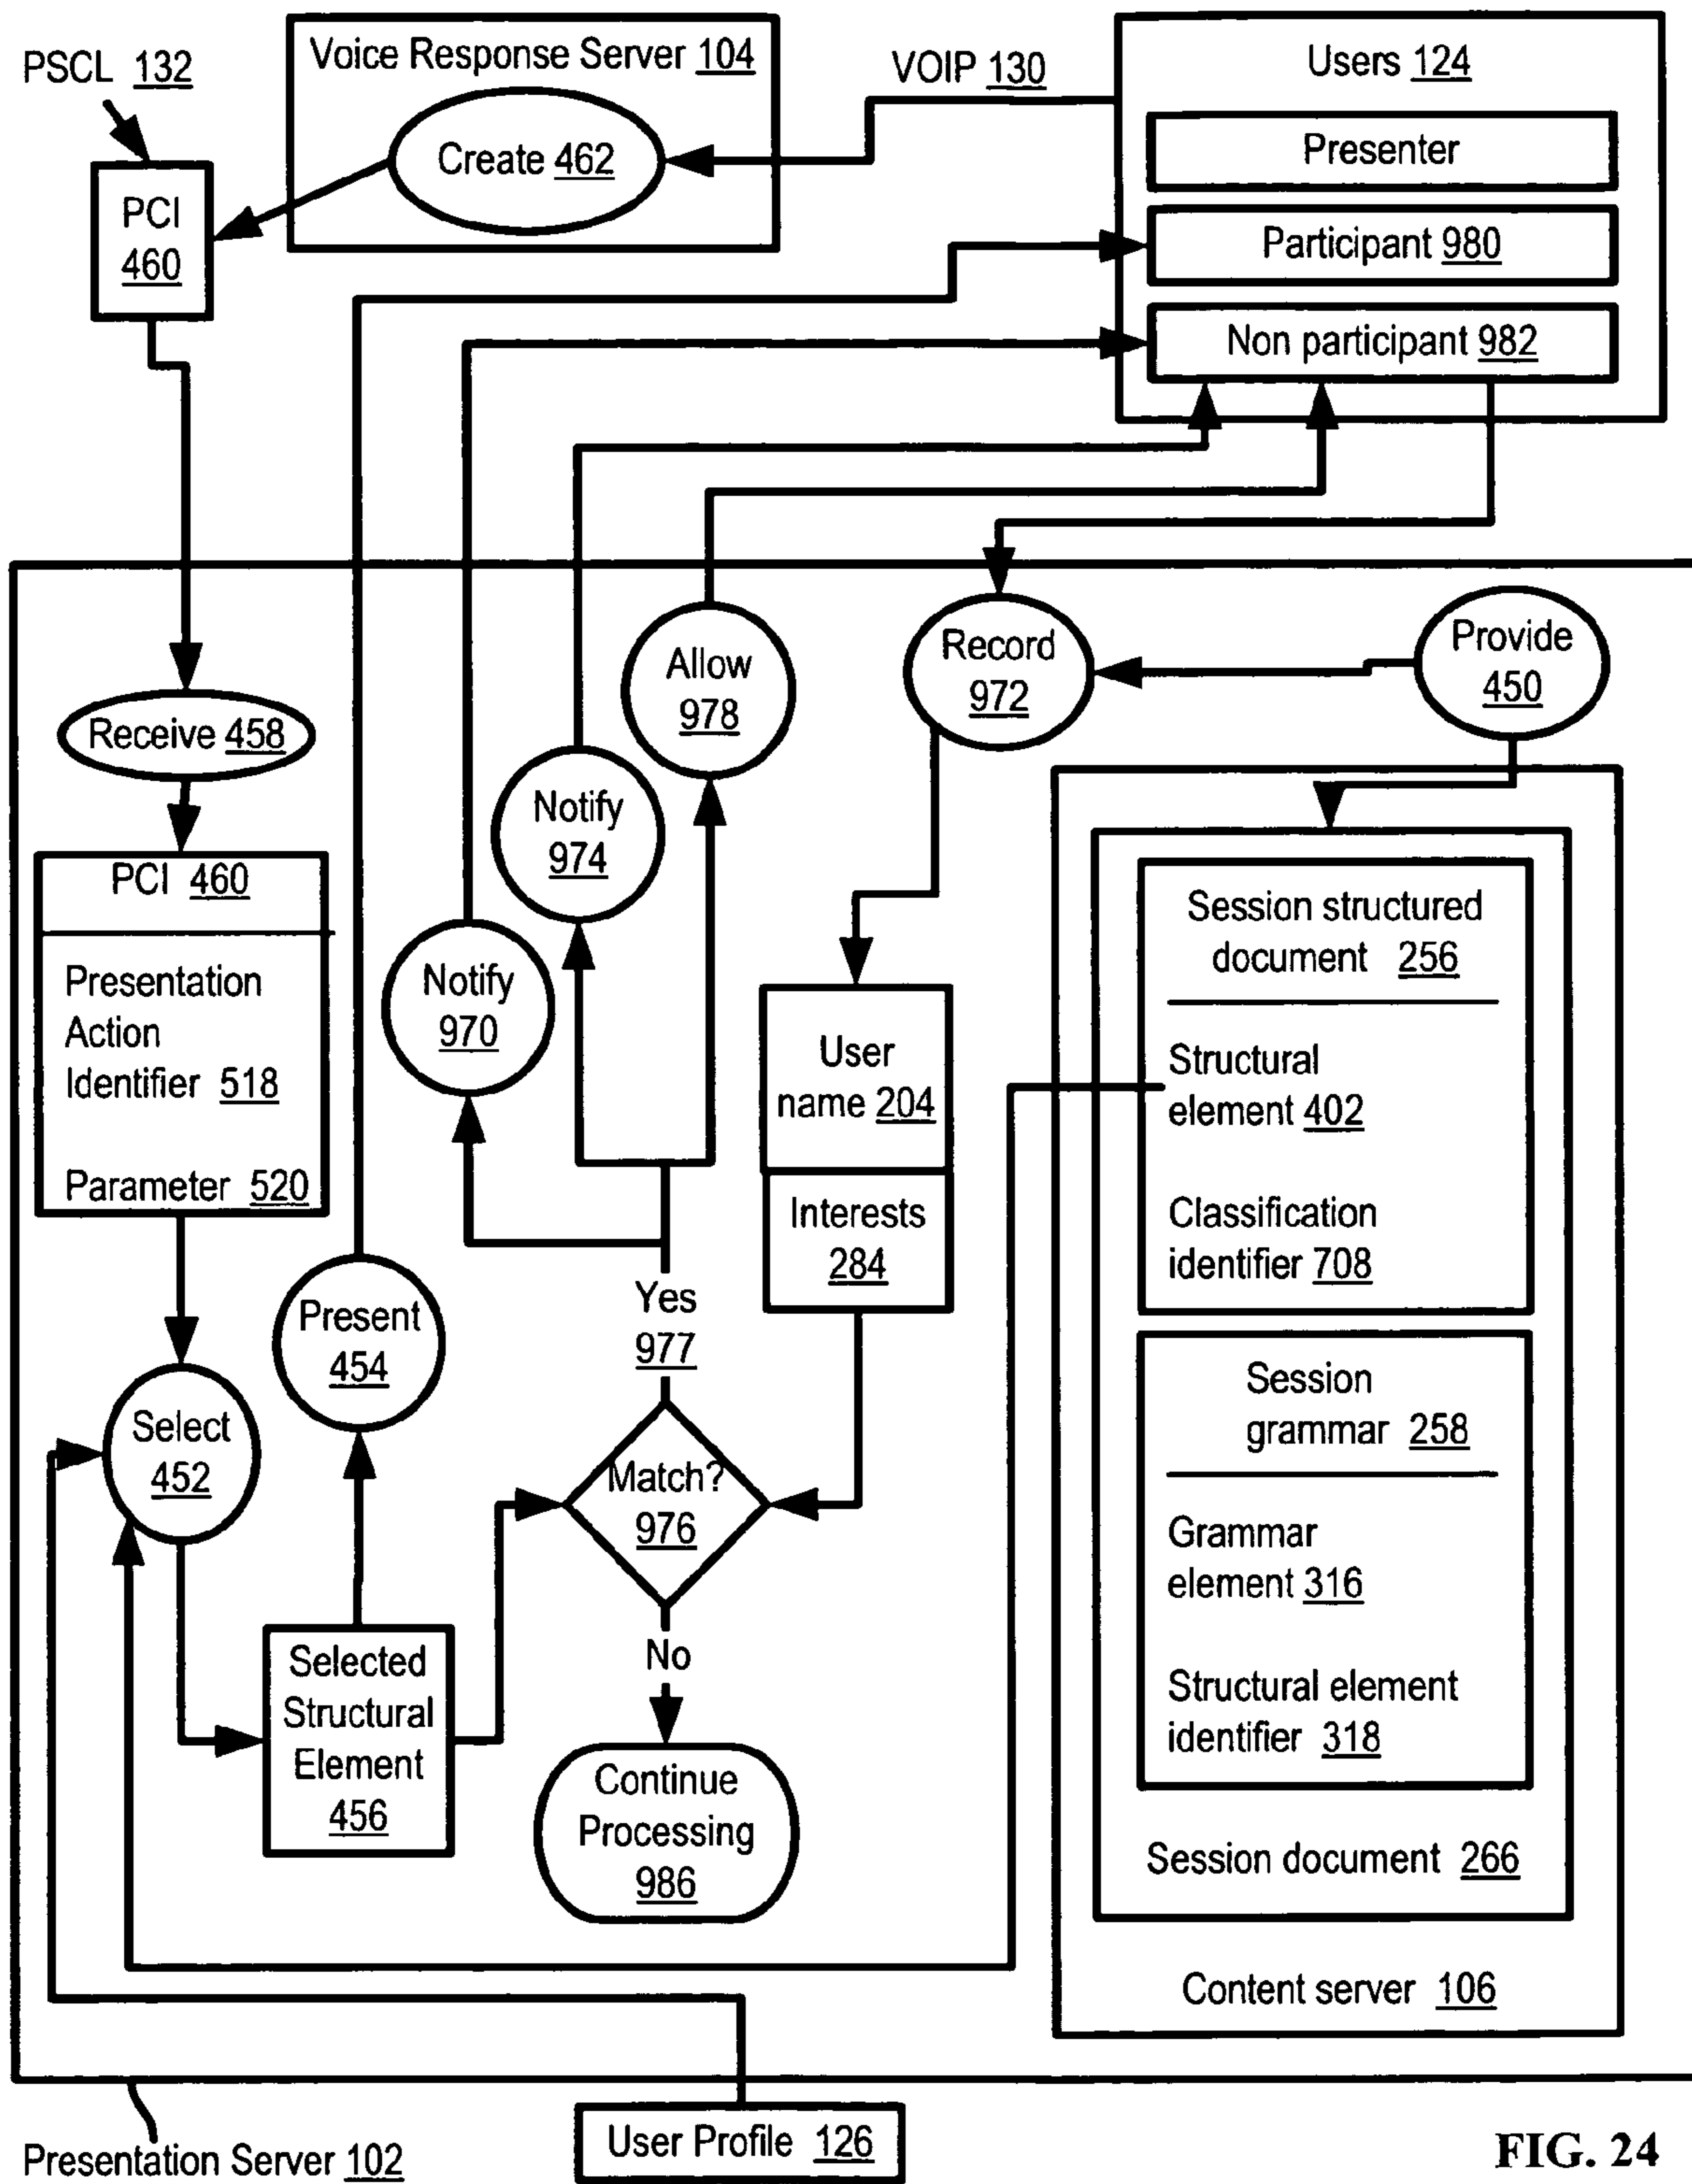 PSCL 132
Voice Response Server 104
Create 462
VOIP 130
Users 124
Presenter
Participant 980
Non participant 982
PCI
460
Receive 458
PCI 460
Presentation
Action
Identifier 518
Parameter 520
Allow
978
Notify
974
Notify
970
Record
972
Provide
450
User
name 204
Interests
284
Session structured
document 256
Structural
element 402
Classification
identifier 708
Session
grammar 258
Grammar
element 316
Structural element
identifier 318
Session document 266
Content server 106
Present
454
Yes
977
Select
452
Match?
976
No
Selected
Structural
Element
456
Continue
Processing
986
Presentation Server 102
User Profile 126
FIG. 24